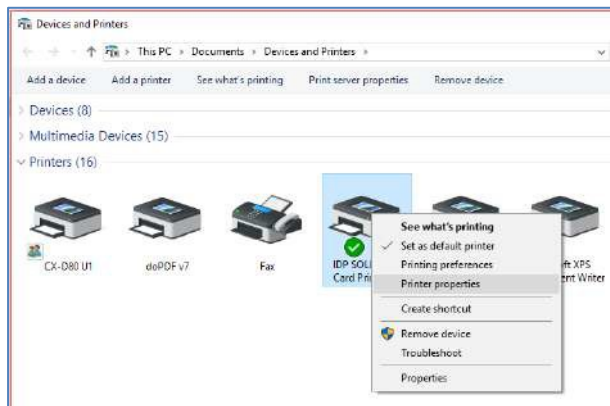 Devices and Printers
This PC > Documents > Devices and Printers >
Add a device Add a printer See what's printing Print server properties Remove device
> Devices (8)
> Multimedia Devices (15)
Printers (16)
CX-D80 U1
doPDF v7
Fax
IDP SOLI
Card Prin
ft XPS
ent Writer
See what's printing
Set as default printer
Printing preferences
Printer properties
Create shortcut
Remove device
Troubleshoot
Properties